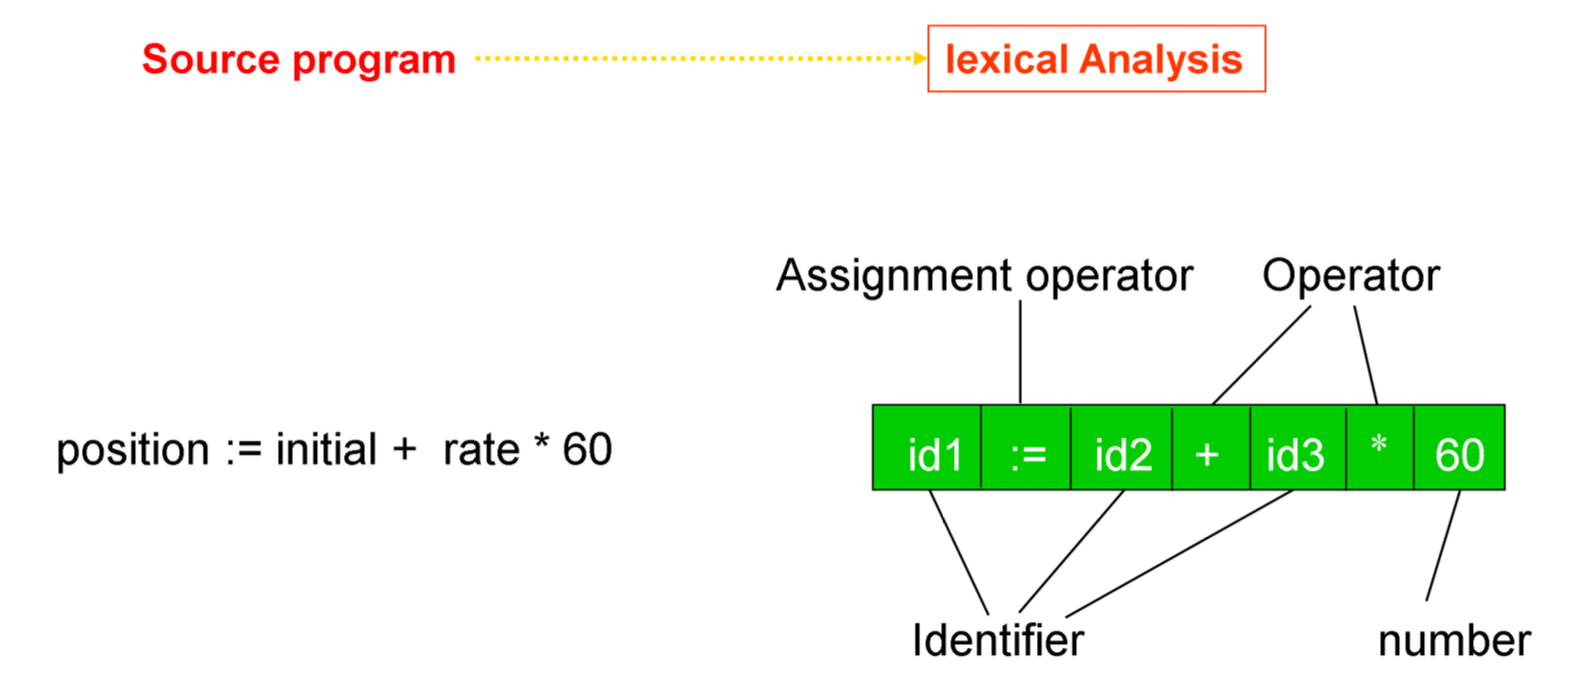 Source program
lexical Analysis
Assignment operator
Operator
position := initial + rate * 60
id1 := id2 + id3 * 60
Identifier
number